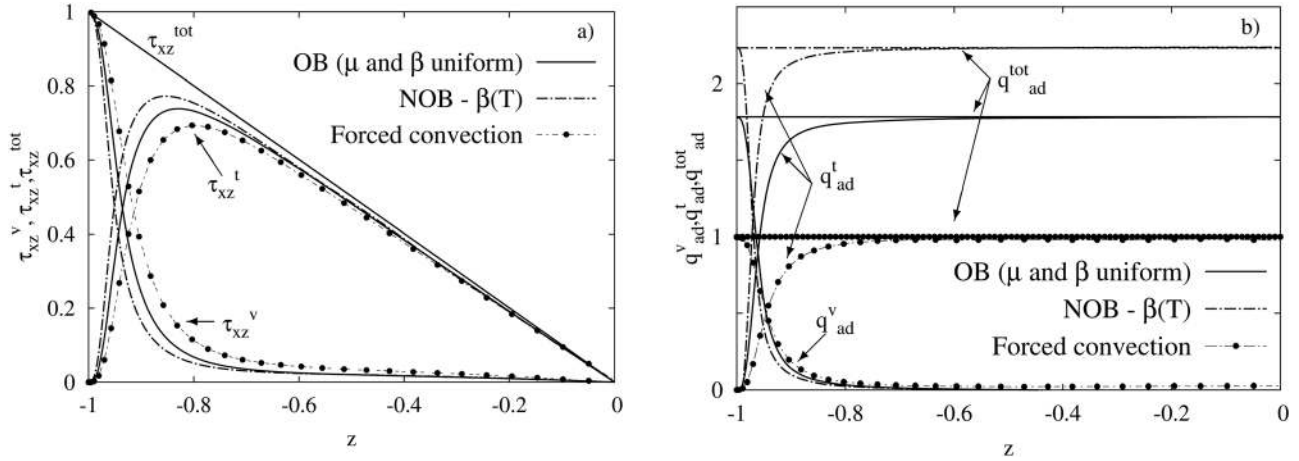 a)
τxz^tot
OB (μ and β uniform)
NOB - β(T)
Forced convection
τxz^t
τxz^v
τxz^v, τxz^t, τxz^tot
1
0.8
0.6
0.4
0.2
0
-1
-0.8
-0.6
-0.4
-0.2
0
z
b)
q^tot_ad
q^t_ad
OB (μ and β uniform)
NOB - β(T)
q^v_ad
Forced convection
q^v_ad, q^t_ad, q^tot_ad
2
1
0
-1
-0.8
-0.6
-0.4
-0.2
0
z